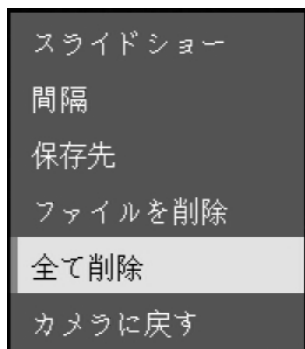 スライドショー
間隔
保存先
ファイルを削除
全て削除
カメラに戻す